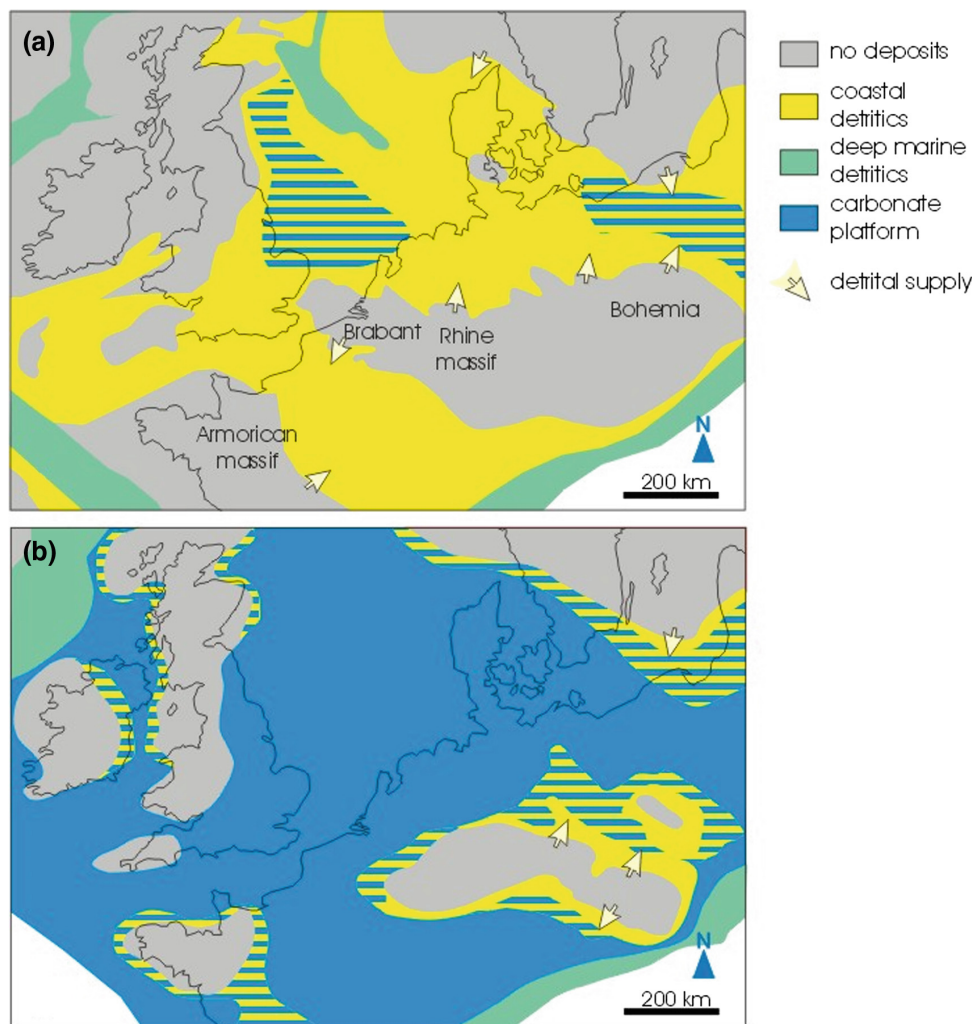 (a)
no deposits
coastal
detritics
deep marine
detritics
carbonate
platform
detrital supply
Bohemia
Brabant
Rhine
massif
Armorican
massif
N
200 km
(b)
N
200 km